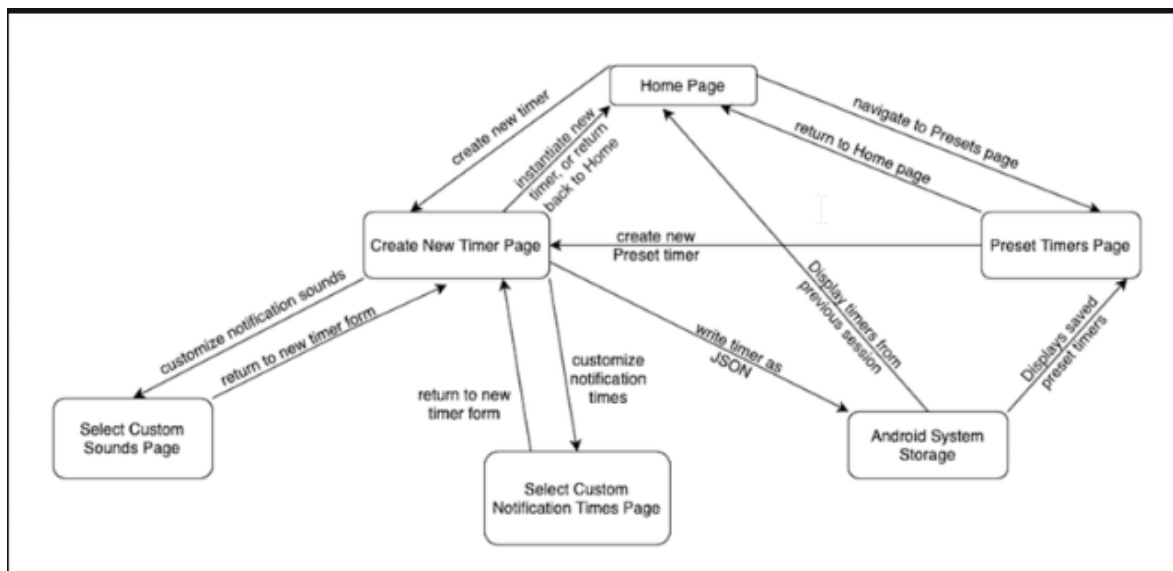 Home Page
create new timer
instantiate new
timer, or return
back to Home
navigate to Presets page
return to Home page
Create New Timer Page
create new
Preset timer
Preset Timers Page
customize notification sounds
return to new timer form
Display timers from
previous session
Displays saved
preset timers
write timer as
JSON
customize
notification
times
return to new
timer form
Select Custom
Sounds Page
Android System
Storage
Select Custom
Notification Times Page